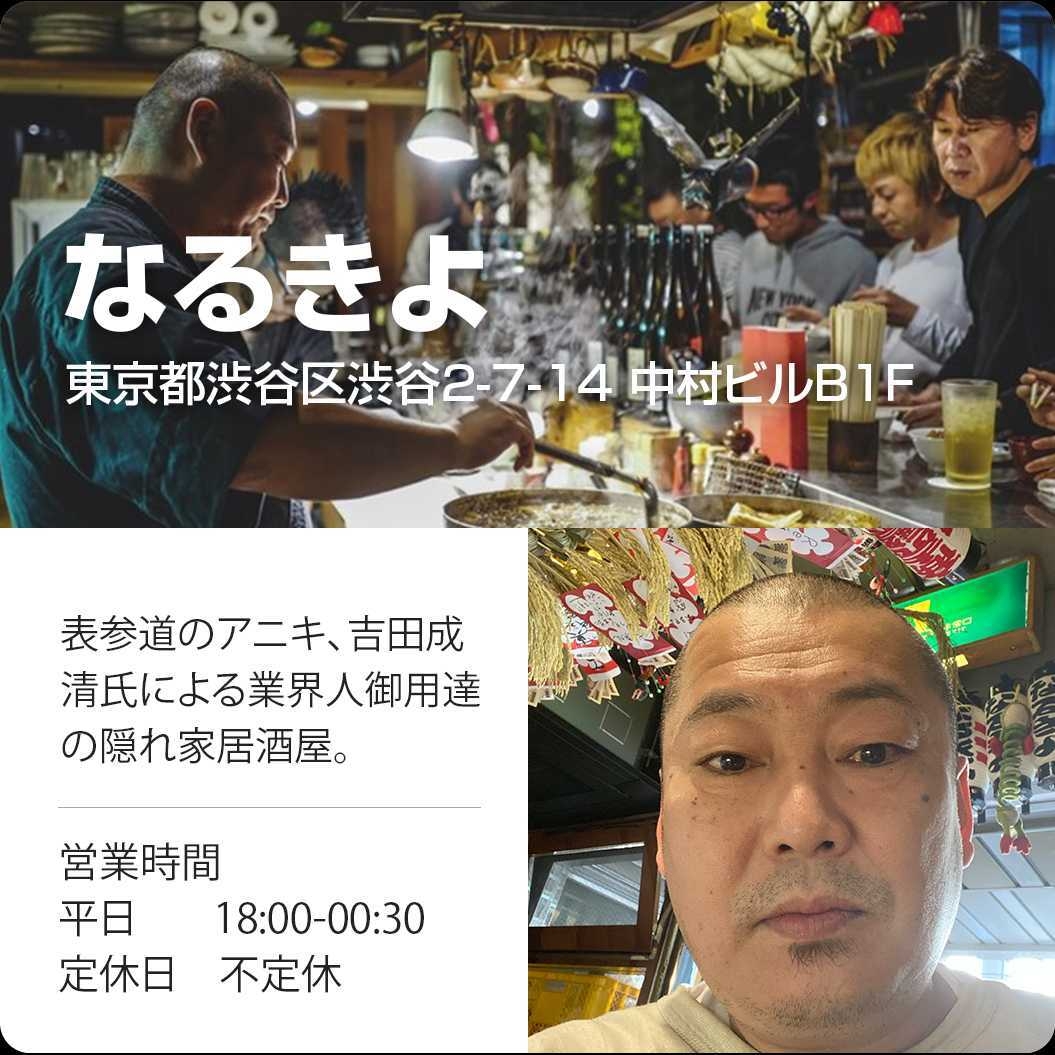 なるきよ
東京都渋谷区渋谷2-7-14 中村ビルB1F
NEW YORK
表参道のアニキ、吉田成
清氏による業界人御用達
の隠れ家居酒屋。
営業時間
平日 18:00-00:30
定休日 不定休